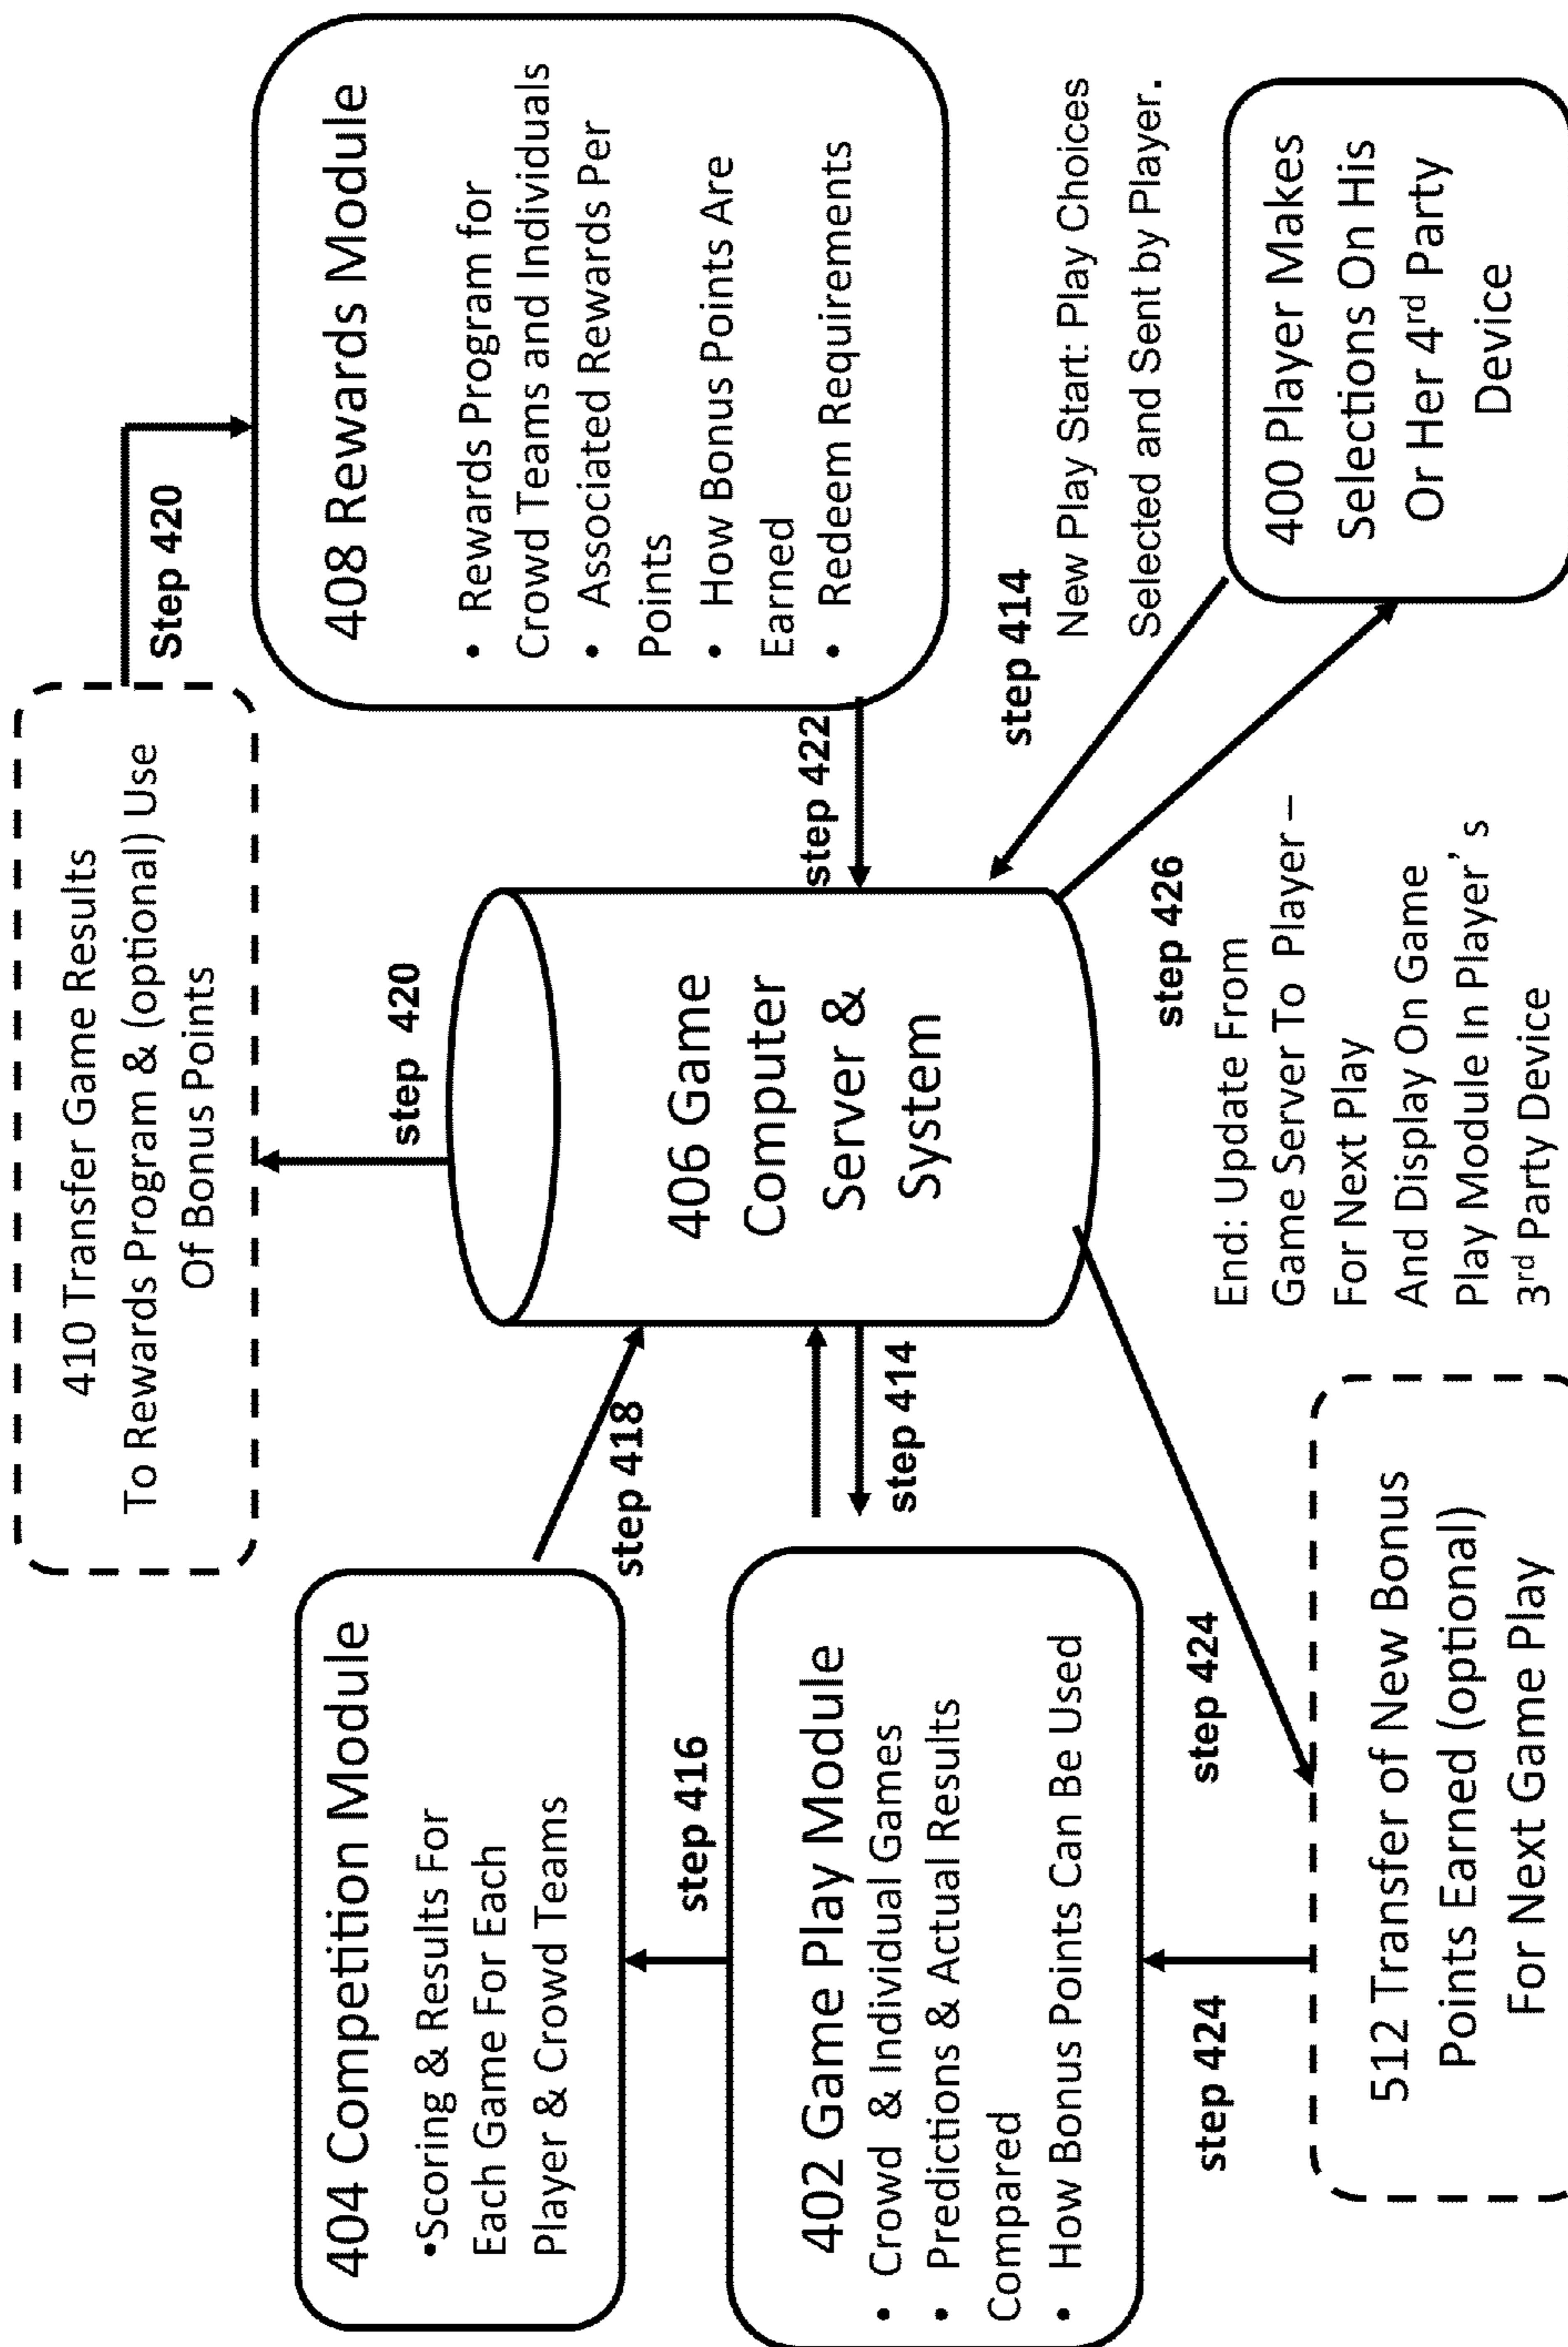 410 Transfer Game Results
To Rewards Program & (optional) Use
Of Bonus Points
Step 420
step 420
404 Competition Module
•Scoring & Results For
Each Game For Each
Player & Crowd Teams
step 418
406 Game
Computer
Server &
System
408 Rewards Module
• Rewards Program for
Crowd Teams and Individuals
• Associated Rewards Per
Points
• How Bonus Points Are
Earned
• Redeem Requirements
step 416
step 422
402 Game Play Module
• Crowd & Individual Games
• Predictions & Actual Results
Compared
• How Bonus Points Can Be Used
step 414
step 414
New Play Start: Play Choices
Selected and Sent by Player.
step 424
step 424
step 426
End: Update From
Game Server To Player –
For Next Play
And Display On Game
Play Module In Player’ s
3rd Party Device
400 Player Makes
Selections On His
Or Her 4rd Party
Device
512 Transfer of New Bonus
Points Earned (optional)
For Next Game Play